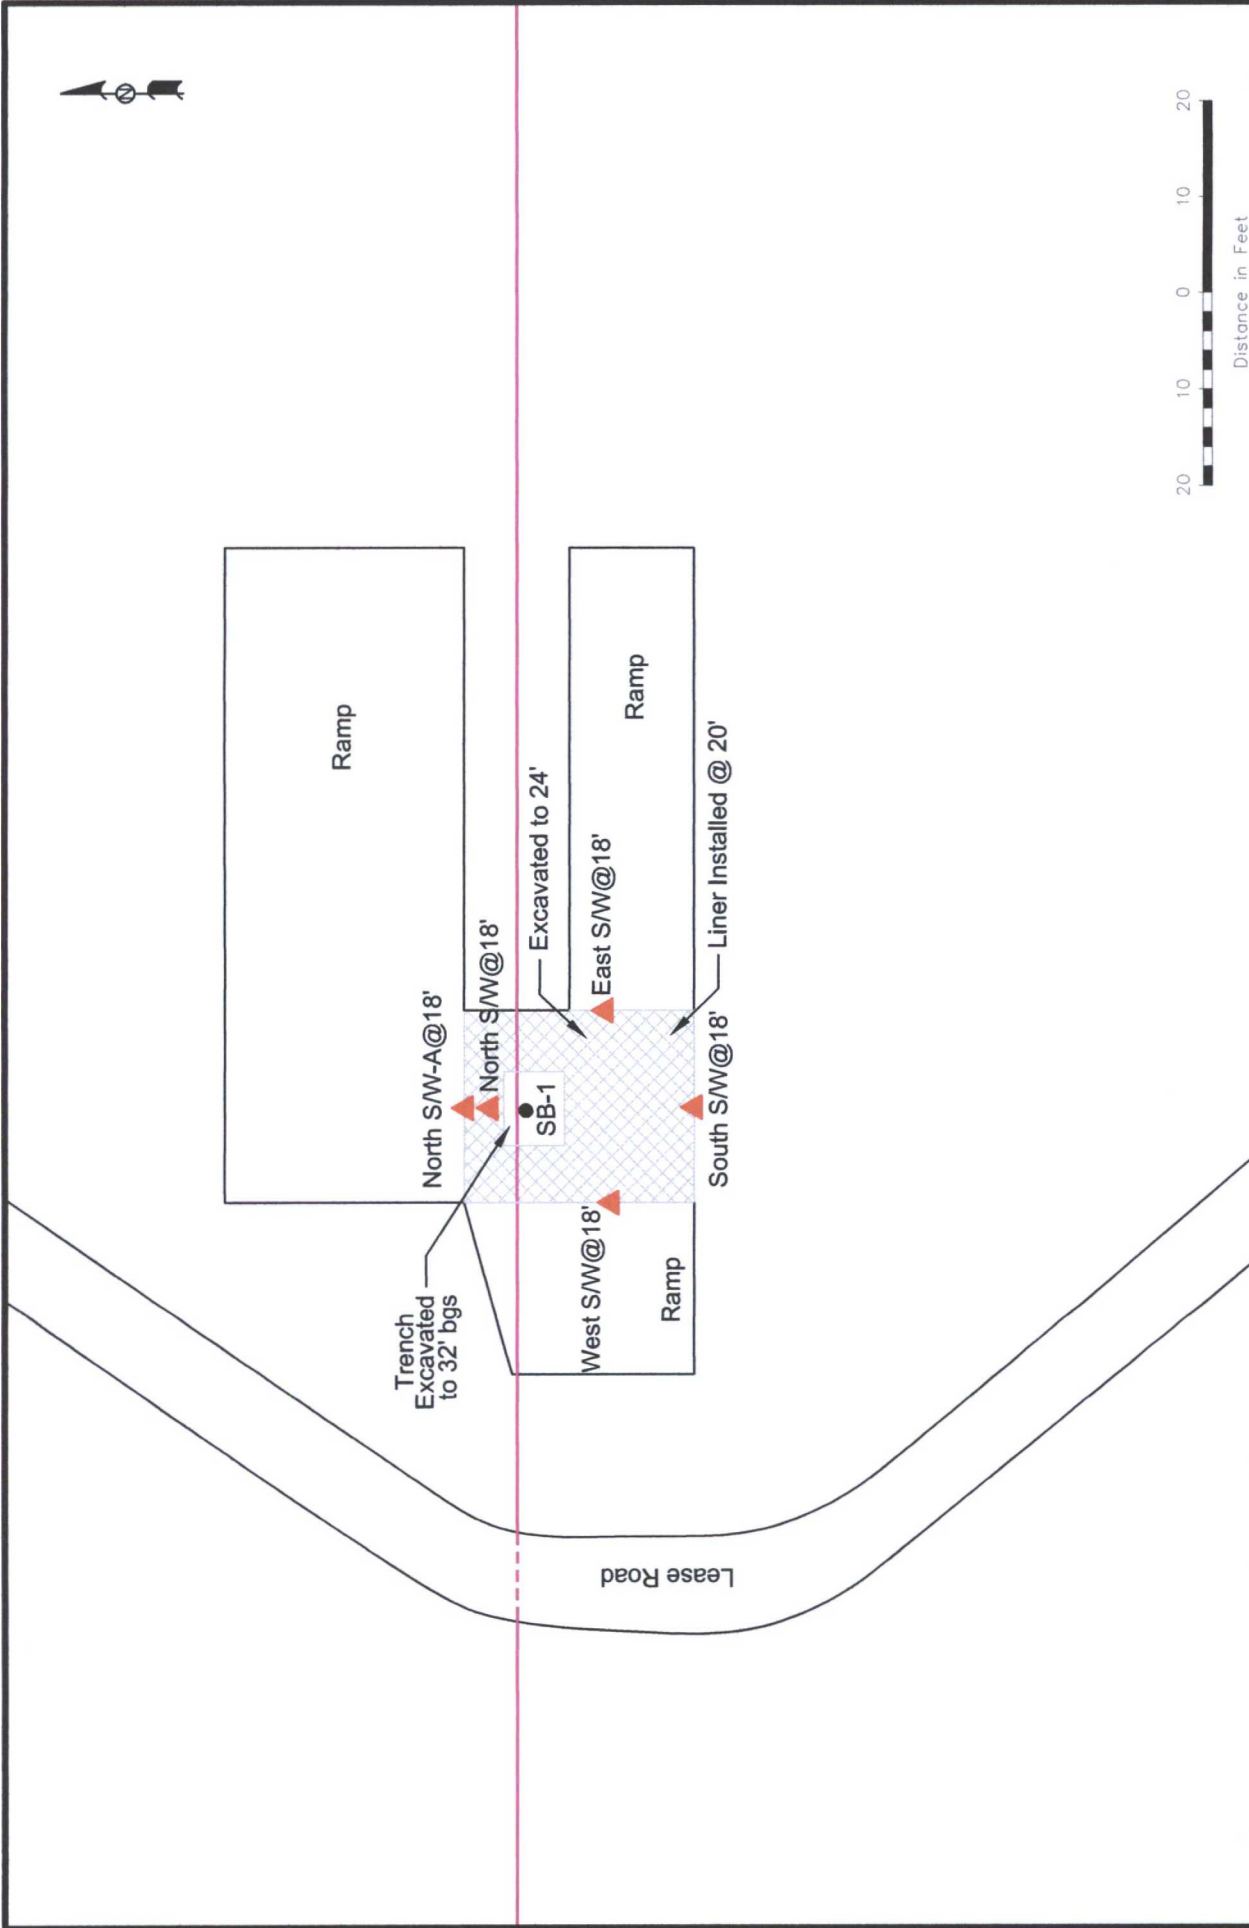 N
Ramp
North S/W-A@18'
North S/W@18'
Excavated to 24'
Ramp
Trench
Excavated
to 32' bgs
SB-1
East S/W@18'
Liner Installed @ 20'
West S/W@18'
Ramp
South S/W@18'
Lease Road
20 10 0 10 20
Distance in Feet